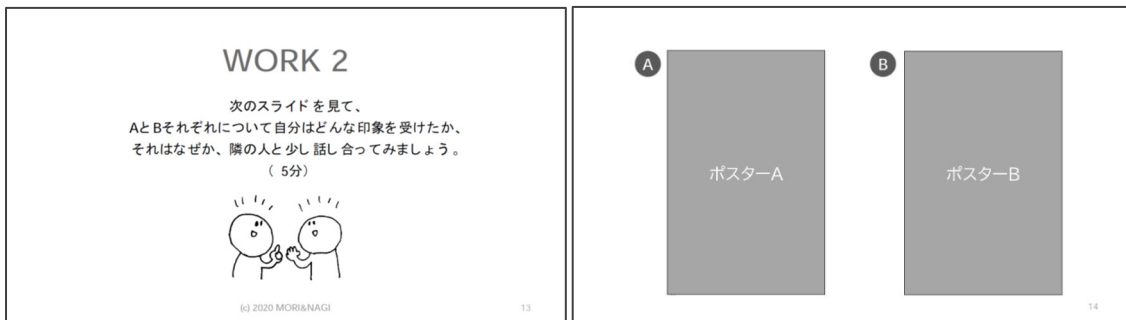 WORK 2
次のスライドを見て、
AとBそれぞれについて自分はどんな印象を受けたか、
それはなぜか、隣の人と少し話し合ってみましょう。
（ 5分）
(c) 2020 MORI&NAGI
13
A
ポスターA
B
ポスターB
14